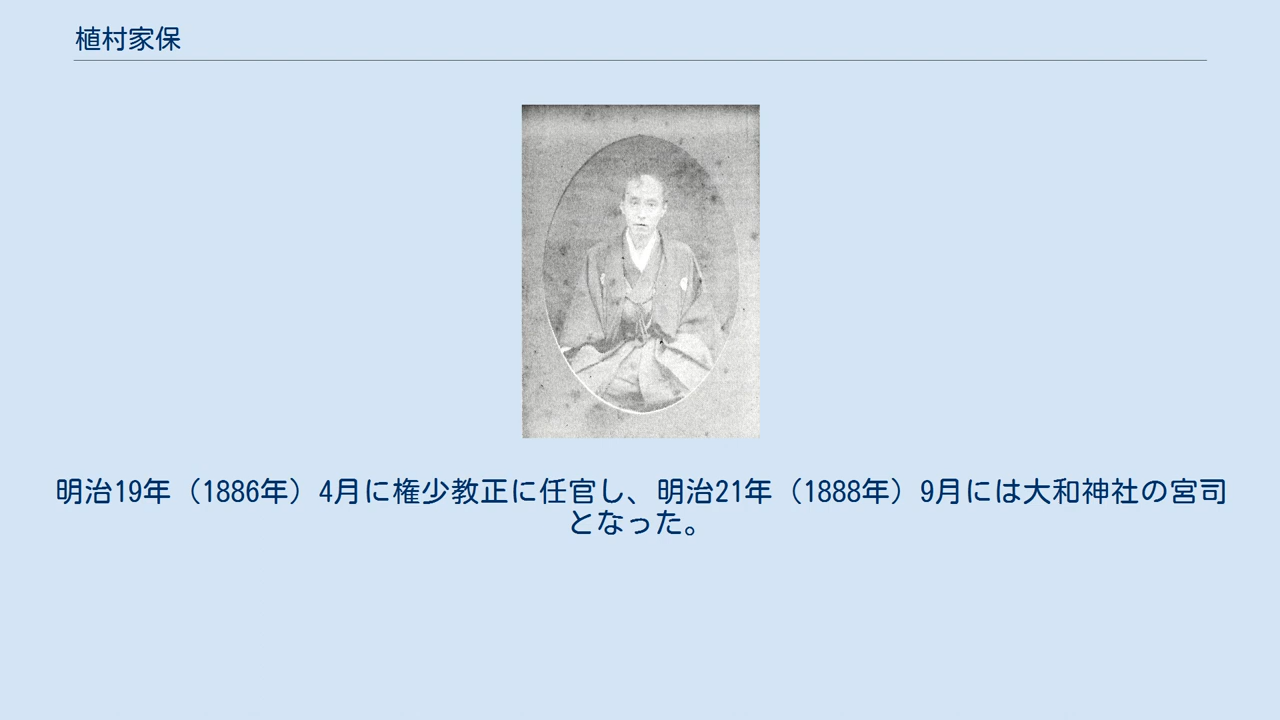 植村家保
明治19年（1886年）4月に権少教正に任官し、明治21年（1888年）9月には大和神社の宮司
となった。